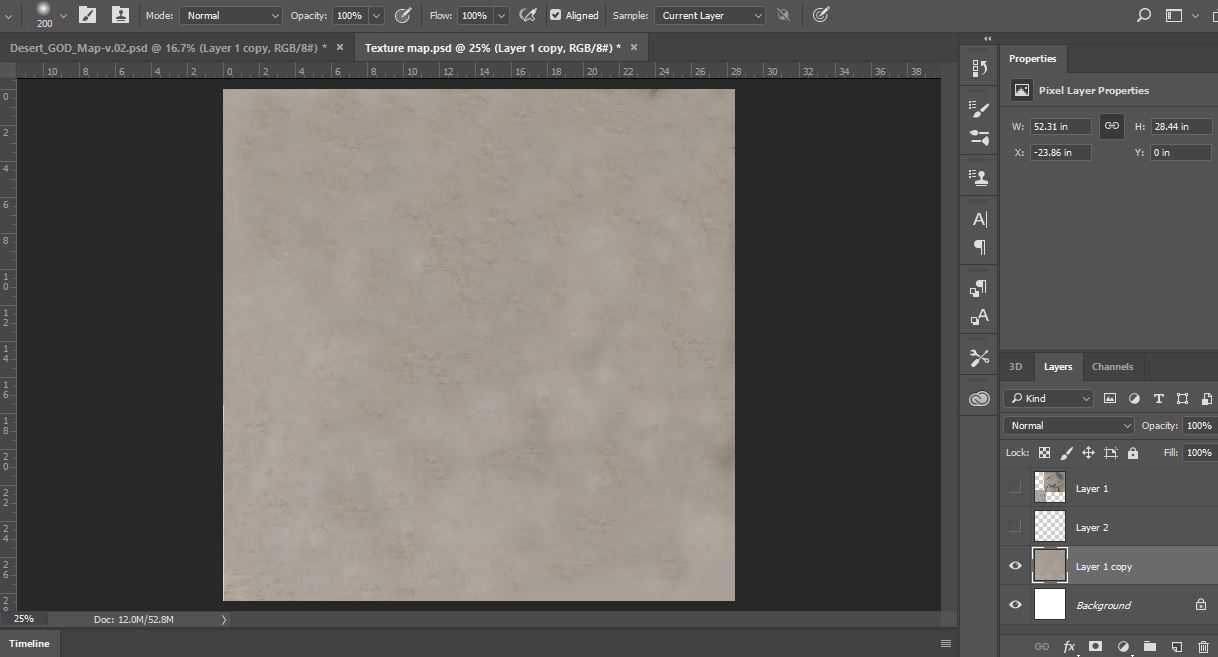 200
Mode: Normal Opacity: 100% Flow: 100% Aligned Sample: Current Layer
Desert_GOD_Map-v.02.psd @ 16.7% (Layer 1 copy, RGB/8#) * × Texture map.psd @ 25% (Layer 1 copy, RGB/8#) * ×
10 8 6 4 2 0 2 4 6 8 10 12 14 16 18 20 22 24 26 28 30 32 34 36 38
0
2
4
6
8
10
12
14
16
18
20
22
24
26
28
Properties
Pixel Layer Properties
W: 52.31 in H: 28.44 in
X: -23.86 in Y: 0 in
3D Layers Channels
Kind
Normal Opacity: 100%
Lock: Fill: 100%
Layer 1
Layer 2
Layer 1 copy
Background
25% Doc: 12.0M/52.8M
Timeline
fx